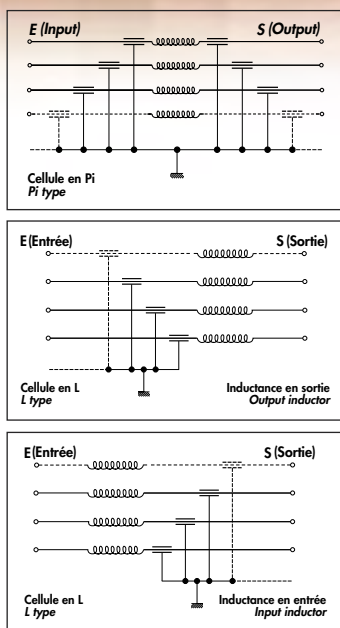 E (Input) S (Output)
Cellule en Pi
Pi type
E (Entrée) S (Sortie)
Cellule en L Inductance en sortie
L type Output inductor
E (Entrée) S (Sortie)
Cellule en L Inductance en entrée
L type Input inductor